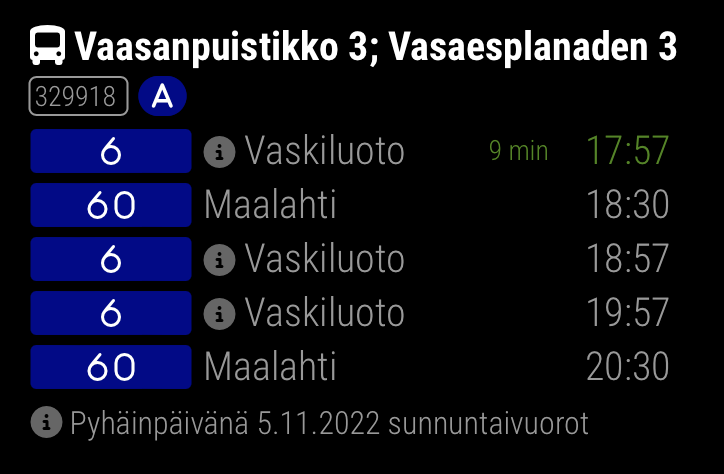 Vaasanpuistikko 3; Vasaesplanaden 3
329918 A
6 Vaskiluoto 9 min 17:57
60 Maalahti 18:30
6 Vaskiluoto 18:57
6 Vaskiluoto 19:57
60 Maalahti 20:30
Pyhäinpäivänä 5.11.2022 sunnuntaivuorot